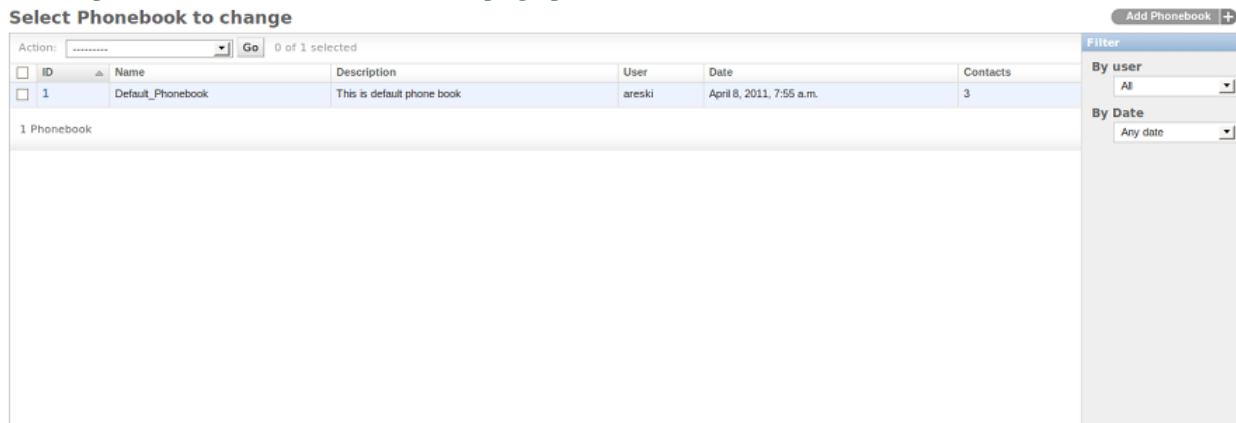 Select Phonebook to change
Add Phonebook +
Action: --------- Go 0 of 1 selected
Filter
ID Name Description User Date Contacts
1 Default_Phonebook This is default phone book areski April 8, 2011, 7:55 a.m. 3
1 Phonebook
By user
All
By Date
Any date